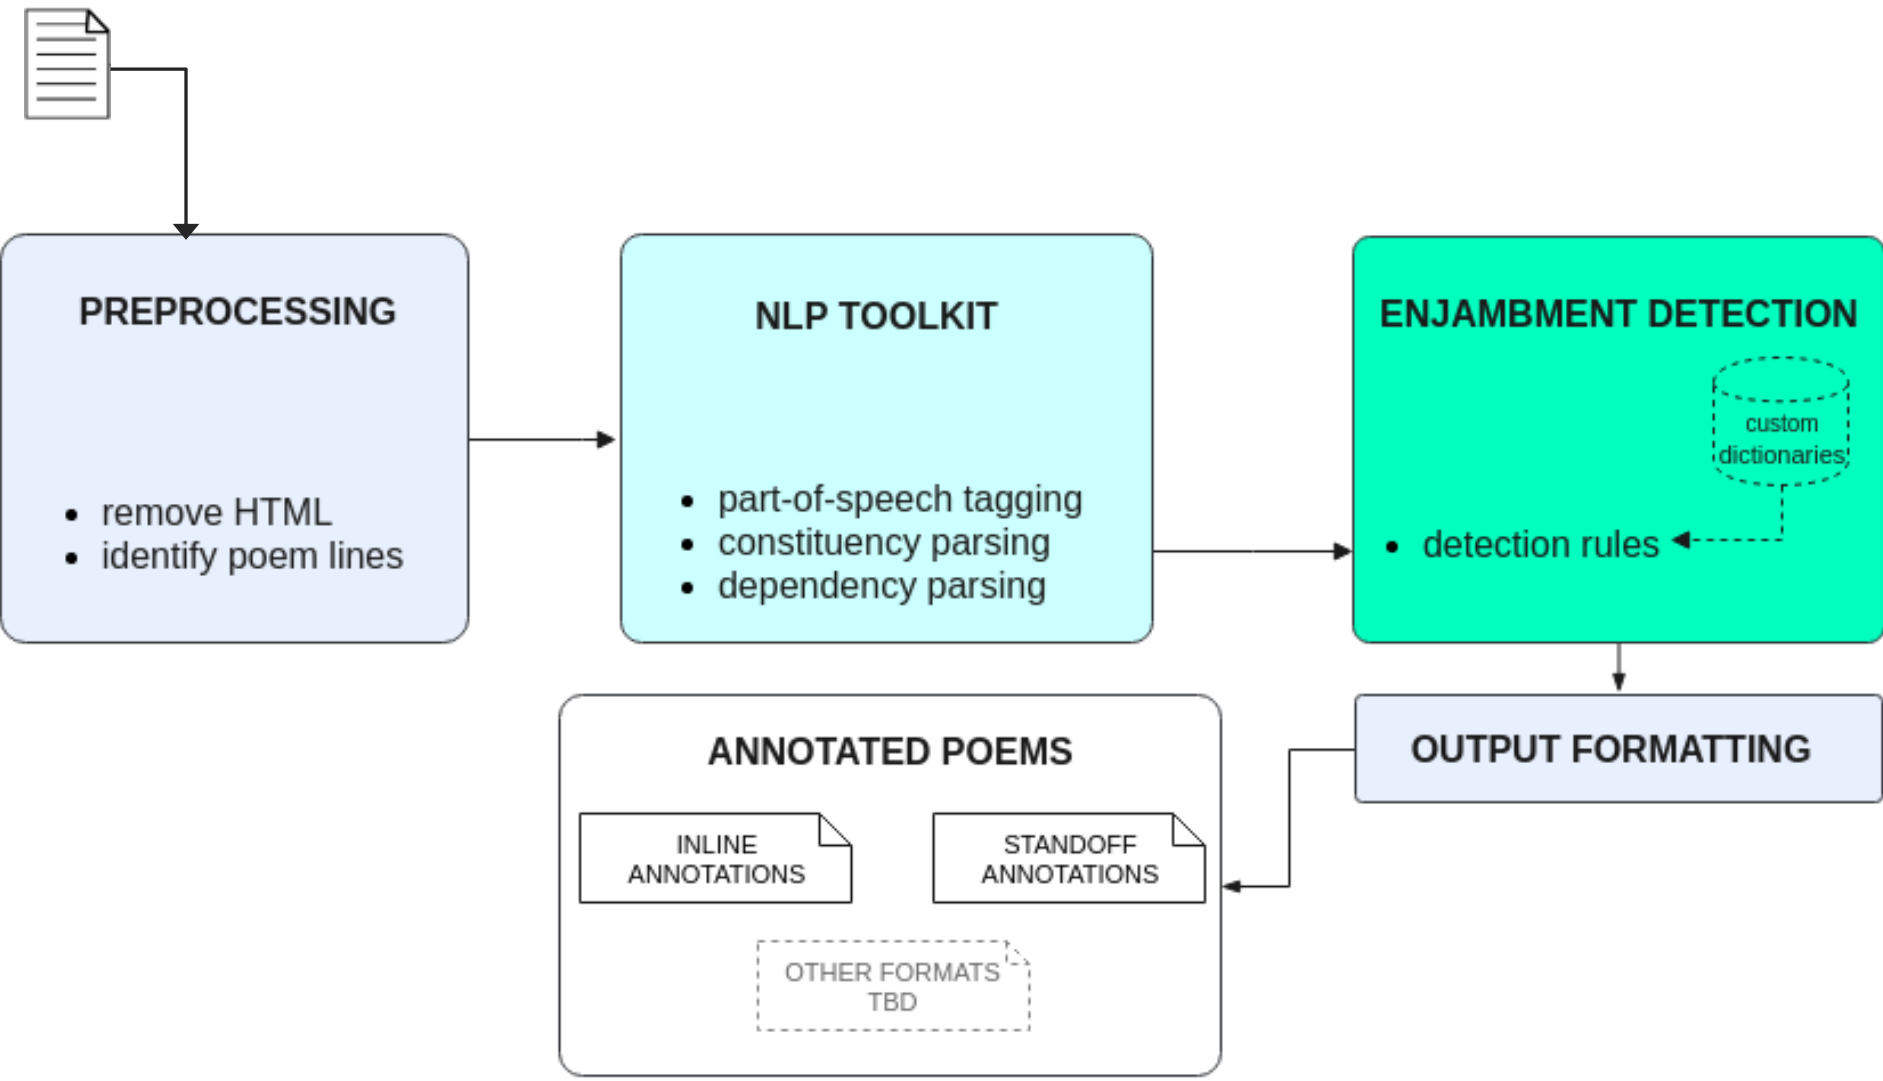 PREPROCESSING
remove HTML
identify poem lines
NLP TOOLKIT
part-of-speech tagging
constituency parsing
dependency parsing
ENJAMBMENT DETECTION
custom
dictionaries
detection rules
OUTPUT FORMATTING
ANNOTATED POEMS
INLINE
ANNOTATIONS
STANDOFF
ANNOTATIONS
OTHER FORMATS
TBD